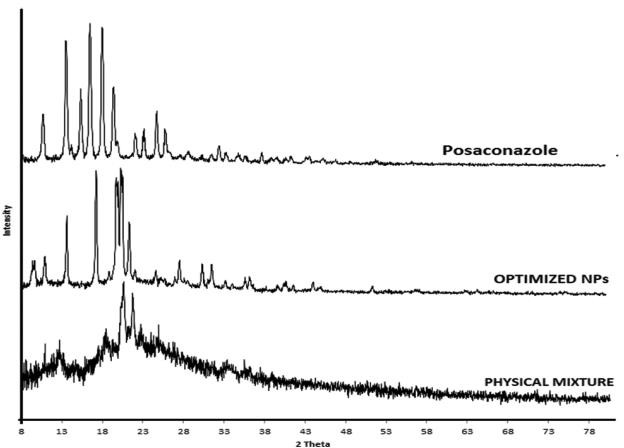 Posaconazole
Intensity
OPTIMIZED NPs
PHYSICAL MIXTURE
8 13 18 23 28 33 38 43 48 53 58 63 68 73 78
2 Theta